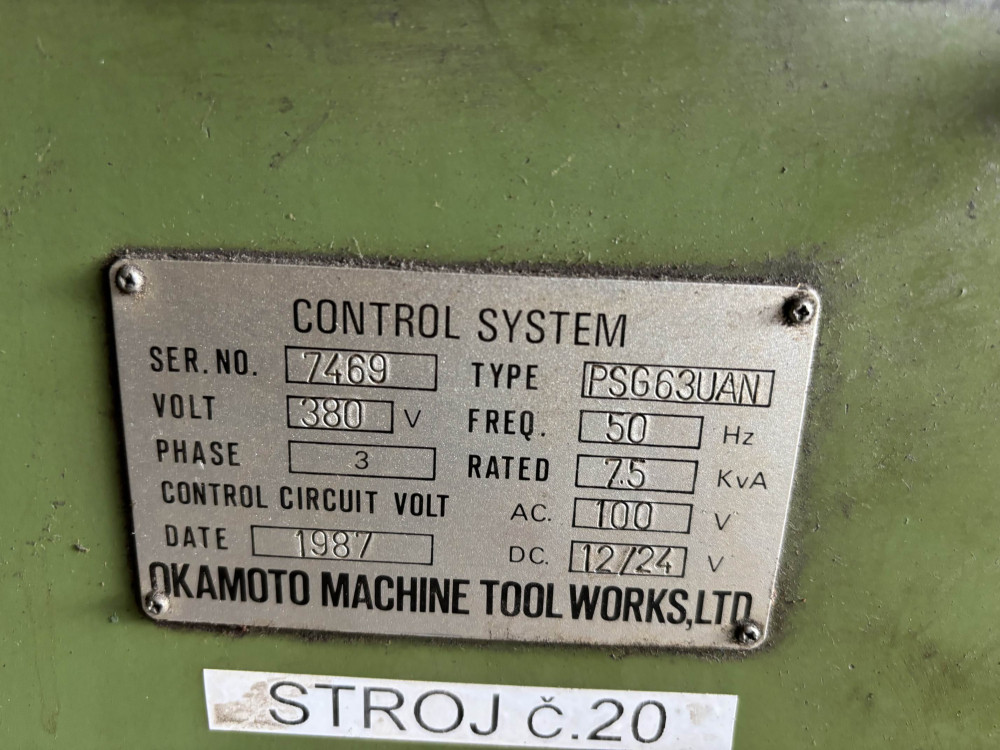 CONTROL SYSTEM
SER. NO. 7469 TYPE PSG63UAN
VOLT 380 V FREQ. 50 Hz
PHASE 3 RATED 7.5 KvA
CONTROL CIRCUIT VOLT AC. 100 V
DATE 1987 DC. 12/24 V
OKAMOTO MACHINE TOOL WORKS,LTD.
STROJ č.20